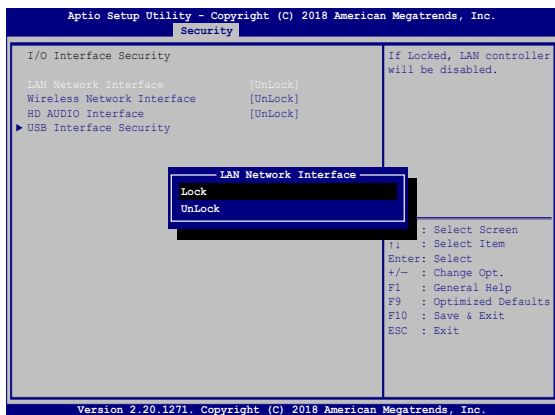 Aptio Setup Utility - Copyright (C) 2018 American Megatrends, Inc.
Security
I/O Interface Security
LAN Network Interface [UnLock]
Wireless Network Interface [UnLock]
HD AUDIO Interface [UnLock]
▶ USB Interface Security
If Locked, LAN controller
will be disabled.
LAN Network Interface
Lock
UnLock
: Select Screen
↑↓ : Select Item
Enter: Select
+/— : Change Opt.
F1 : General Help
F9 : Optimized Defaults
F10 : Save & Exit
ESC : Exit
Version 2.20.1271. Copyright (C) 2018 American Megatrends, Inc.